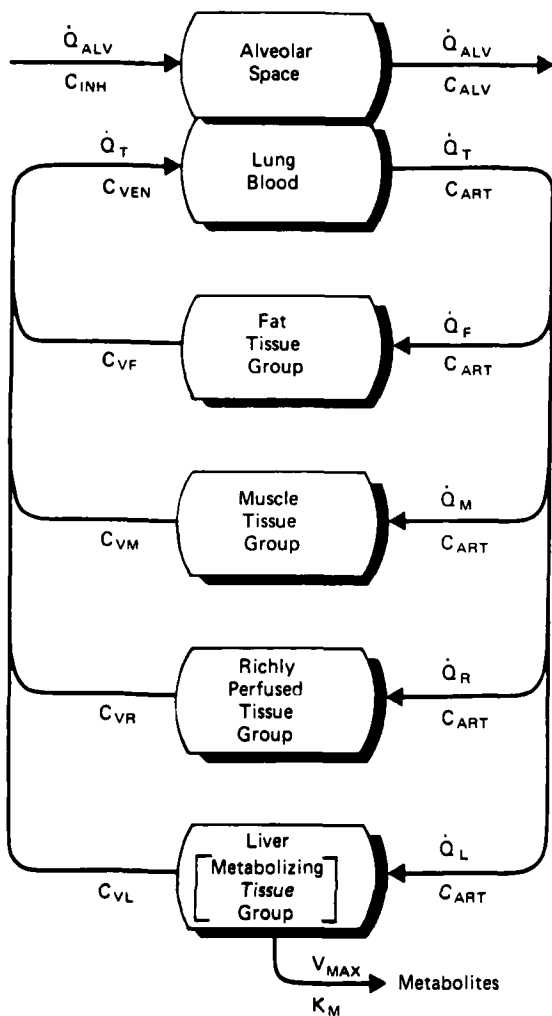 Q̇ALV
CINH
Alveolar
Space
Q̇ALV
CALV
Q̇T
CVEN
Lung
Blood
Q̇T
CART
CVF
Fat
Tissue
Group
Q̇F
CART
CVM
Muscle
Tissue
Group
Q̇M
CART
CVR
Richly
Perfused
Tissue
Group
Q̇R
CART
CVL
Liver
Metabolizing
Tissue
Group
Q̇L
CART
VMAX
KM
Metabolites